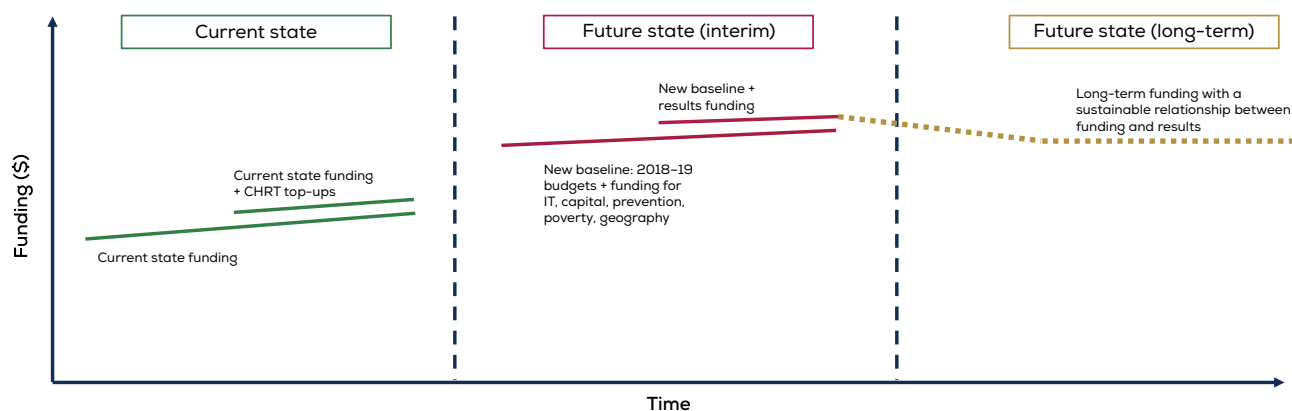 Current state
Future state (interim)
Future state (long-term)
New baseline +
results funding
Long-term funding with a
sustainable relationship between
funding and results
Current state funding
+ CHRT top-ups
New baseline: 2018–19
budgets + funding for
IT, capital, prevention,
poverty, geography
Current state funding
Funding ($)
Time